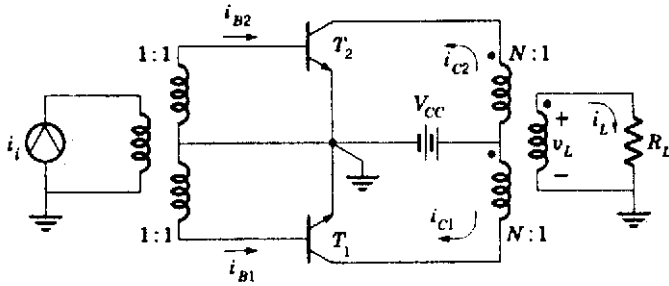 i_B2
1:1
T_2
i_C2
N:1
V_CC
i_i
+
v_L
−
i_L
R_L
i_C1
1:1
i_B1
T_1
N:1